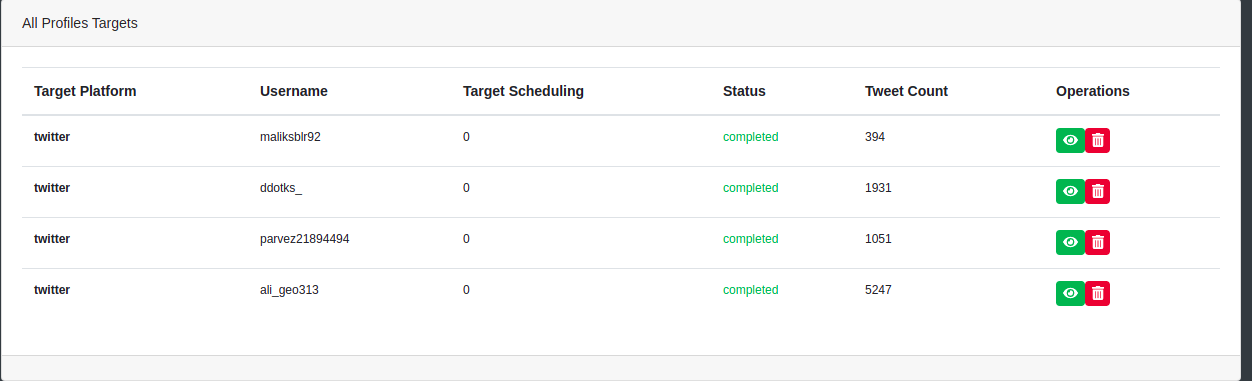 All Profiles Targets
Target Platform Username Target Scheduling Status Tweet Count Operations
twitter maliksblr92 0 completed 394
twitter ddotks_ 0 completed 1931
twitter parvez21894494 0 completed 1051
twitter ali_geo313 0 completed 5247